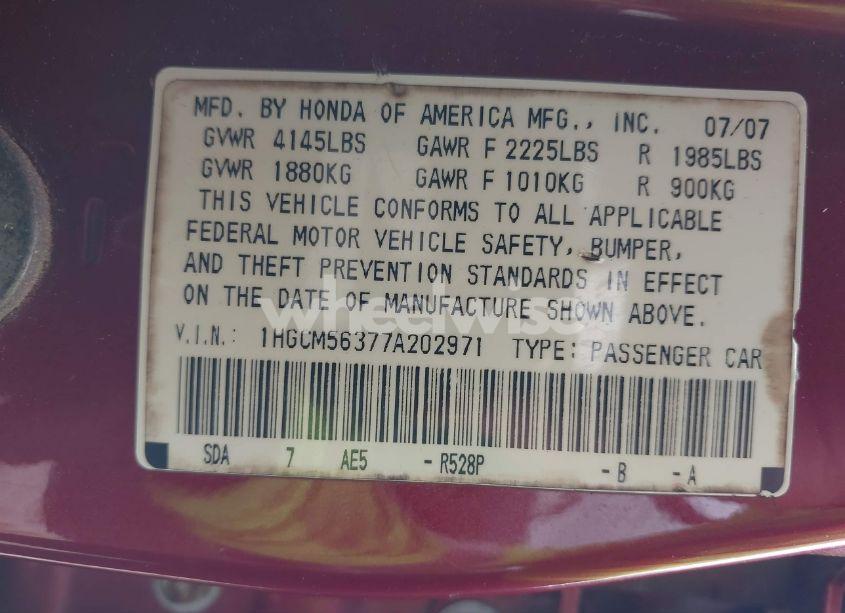 MFD. BY HONDA OF AMERICA MFG., INC. 07/07
GVWR 4145LBS GAWR F 2225LBS R 1985LBS
GVWR 1880KG GAWR F 1010KG R 900KG
THIS VEHICLE CONFORMS TO ALL APPLICABLE
FEDERAL MOTOR VEHICLE SAFETY, BUMPER,
AND THEFT PREVENTION STANDARDS IN EFFECT
ON THE DATE OF MANUFACTURE SHOWN ABOVE.
wheelwise
V.I.N.: 1HGCM56377A202971 TYPE: PASSENGER CAR
SDA 7 AE5 -R528P -B -A